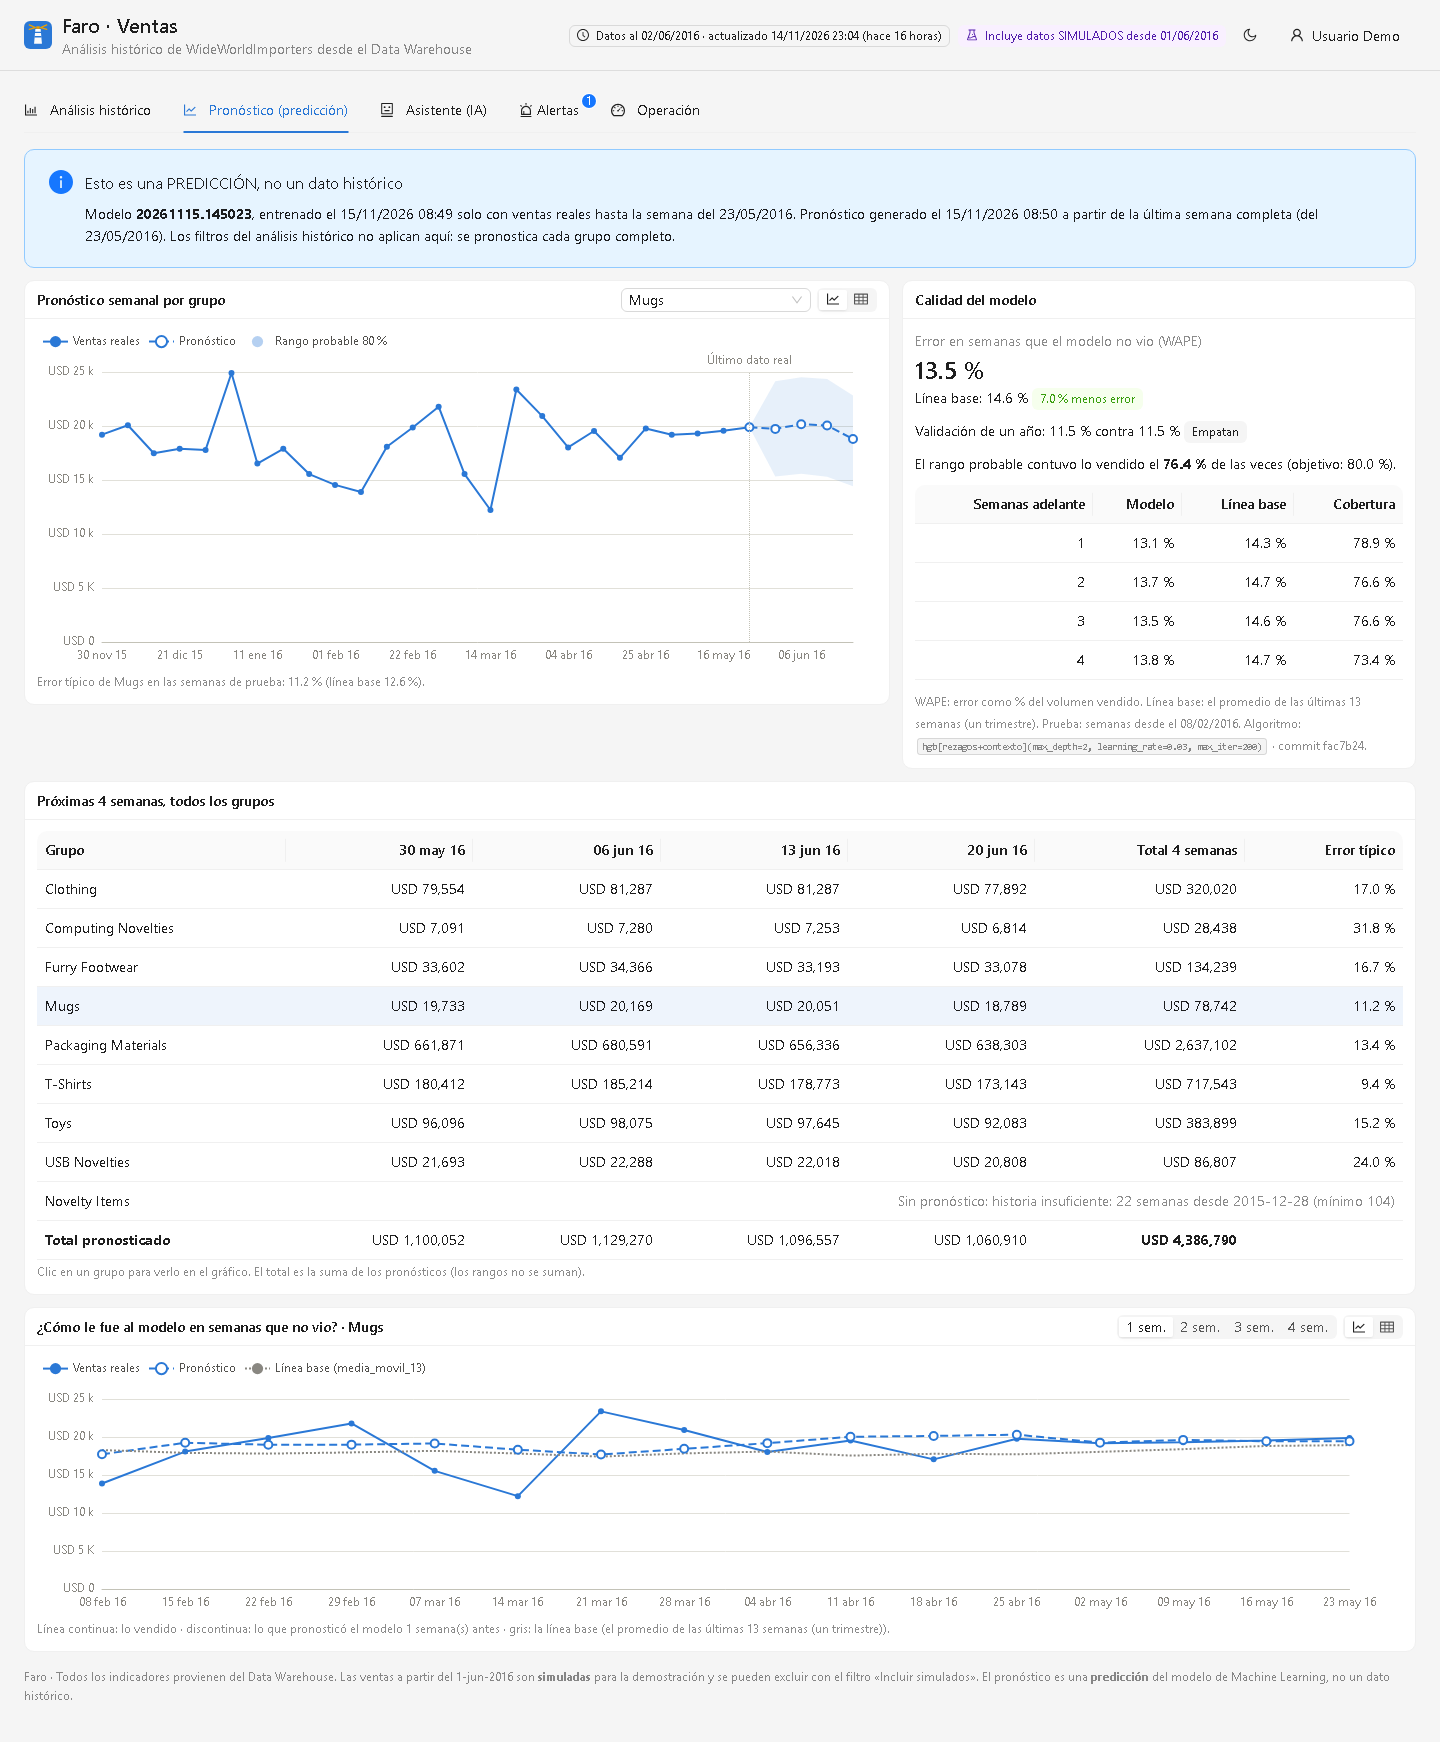 Faro · Ventas
Análisis histórico de WideWorldImporters desde el Data Warehouse
Datos al 02/06/2016 · actualizado 14/11/2026 23:04 (hace 16 horas)
Incluye datos SIMULADOS desde 01/06/2016
Usuario Demo
Análisis histórico
Pronóstico (predicción)
Asistente (IA)
Alertas
1
Operación
Esto es una PREDICCIÓN, no un dato histórico
Modelo 20261115.145023, entrenado el 15/11/2026 08:49 solo con ventas reales hasta la semana del 23/05/2016. Pronóstico generado el 15/11/2026 08:50 a partir de la última semana completa (del
23/05/2016). Los filtros del análisis histórico no aplican aquí: se pronostica cada grupo completo.
Pronóstico semanal por grupo
Mugs
Ventas reales
Pronóstico
Rango probable 80 %
Último dato real
USD 25 k
USD 20 k
USD 15 k
USD 10 k
USD 5 K
USD 0
30 nov 15
21 dic 15
11 ene 16
01 feb 16
22 feb 16
14 mar 16
04 abr 16
25 abr 16
16 may 16
06 jun 16
Error típico de Mugs en las semanas de prueba: 11.2 % (línea base 12.6 %).
Calidad del modelo
Error en semanas que el modelo no vio (WAPE)
13.5 %
Línea base: 14.6 % 7.0 % menos error
Validación de un año: 11.5 % contra 11.5 % Empatan
El rango probable contuvo lo vendido el 76.4 % de las veces (objetivo: 80.0 %).
Semanas adelante Modelo Línea base Cobertura
1 13.1 % 14.3 % 78.9 %
2 13.7 % 14.7 % 76.6 %
3 13.5 % 14.6 % 76.6 %
4 13.8 % 14.7 % 73.4 %
WAPE: error como % del volumen vendido. Línea base: el promedio de las últimas 13
semanas (un trimestre). Prueba: semanas desde el 08/02/2016. Algoritmo:
hgb[rezagos+contexto](max_depth=2, learning_rate=0.03, max_iter=200) · commit fac7b24.
Próximas 4 semanas, todos los grupos
Grupo 30 may 16 06 jun 16 13 jun 16 20 jun 16 Total 4 semanas Error típico
Clothing USD 79,554 USD 81,287 USD 81,287 USD 77,892 USD 320,020 17.0 %
Computing Novelties USD 7,091 USD 7,280 USD 7,253 USD 6,814 USD 28,438 31.8 %
Furry Footwear USD 33,602 USD 34,366 USD 33,193 USD 33,078 USD 134,239 16.7 %
Mugs USD 19,733 USD 20,169 USD 20,051 USD 18,789 USD 78,742 11.2 %
Packaging Materials USD 661,871 USD 680,591 USD 656,336 USD 638,303 USD 2,637,102 13.4 %
T-Shirts USD 180,412 USD 185,214 USD 178,773 USD 173,143 USD 717,543 9.4 %
Toys USD 96,096 USD 98,075 USD 97,645 USD 92,083 USD 383,899 15.2 %
USB Novelties USD 21,693 USD 22,288 USD 22,018 USD 20,808 USD 86,807 24.0 %
Novelty Items Sin pronóstico: historia insuficiente: 22 semanas desde 2015-12-28 (mínimo 104)
Total pronosticado USD 1,100,052 USD 1,129,270 USD 1,096,557 USD 1,060,910 USD 4,386,790
Clic en un grupo para verlo en el gráfico. El total es la suma de los pronósticos (los rangos no se suman).
¿Cómo le fue al modelo en semanas que no vio? · Mugs
1 sem. 2 sem. 3 sem. 4 sem.
Ventas reales
Pronóstico
Línea base (media_movil_13)
USD 25 k
USD 20 k
USD 15 k
USD 10 k
USD 5 K
USD 0
08 feb 16
15 feb 16
22 feb 16
29 feb 16
07 mar 16
14 mar 16
21 mar 16
28 mar 16
04 abr 16
11 abr 16
18 abr 16
25 abr 16
02 may 16
09 may 16
16 may 16
23 may 16
Línea continua: lo vendido · discontinua: lo que pronosticó el modelo 1 semana(s) antes · gris: la línea base (el promedio de las últimas 13 semanas (un trimestre)).
Faro · Todos los indicadores provienen del Data Warehouse. Las ventas a partir del 1-jun-2016 son simuladas para la demostración y se pueden excluir con el filtro «Incluir simulados». El pronóstico es una predicción del modelo de Machine Learning, no un dato
histórico.